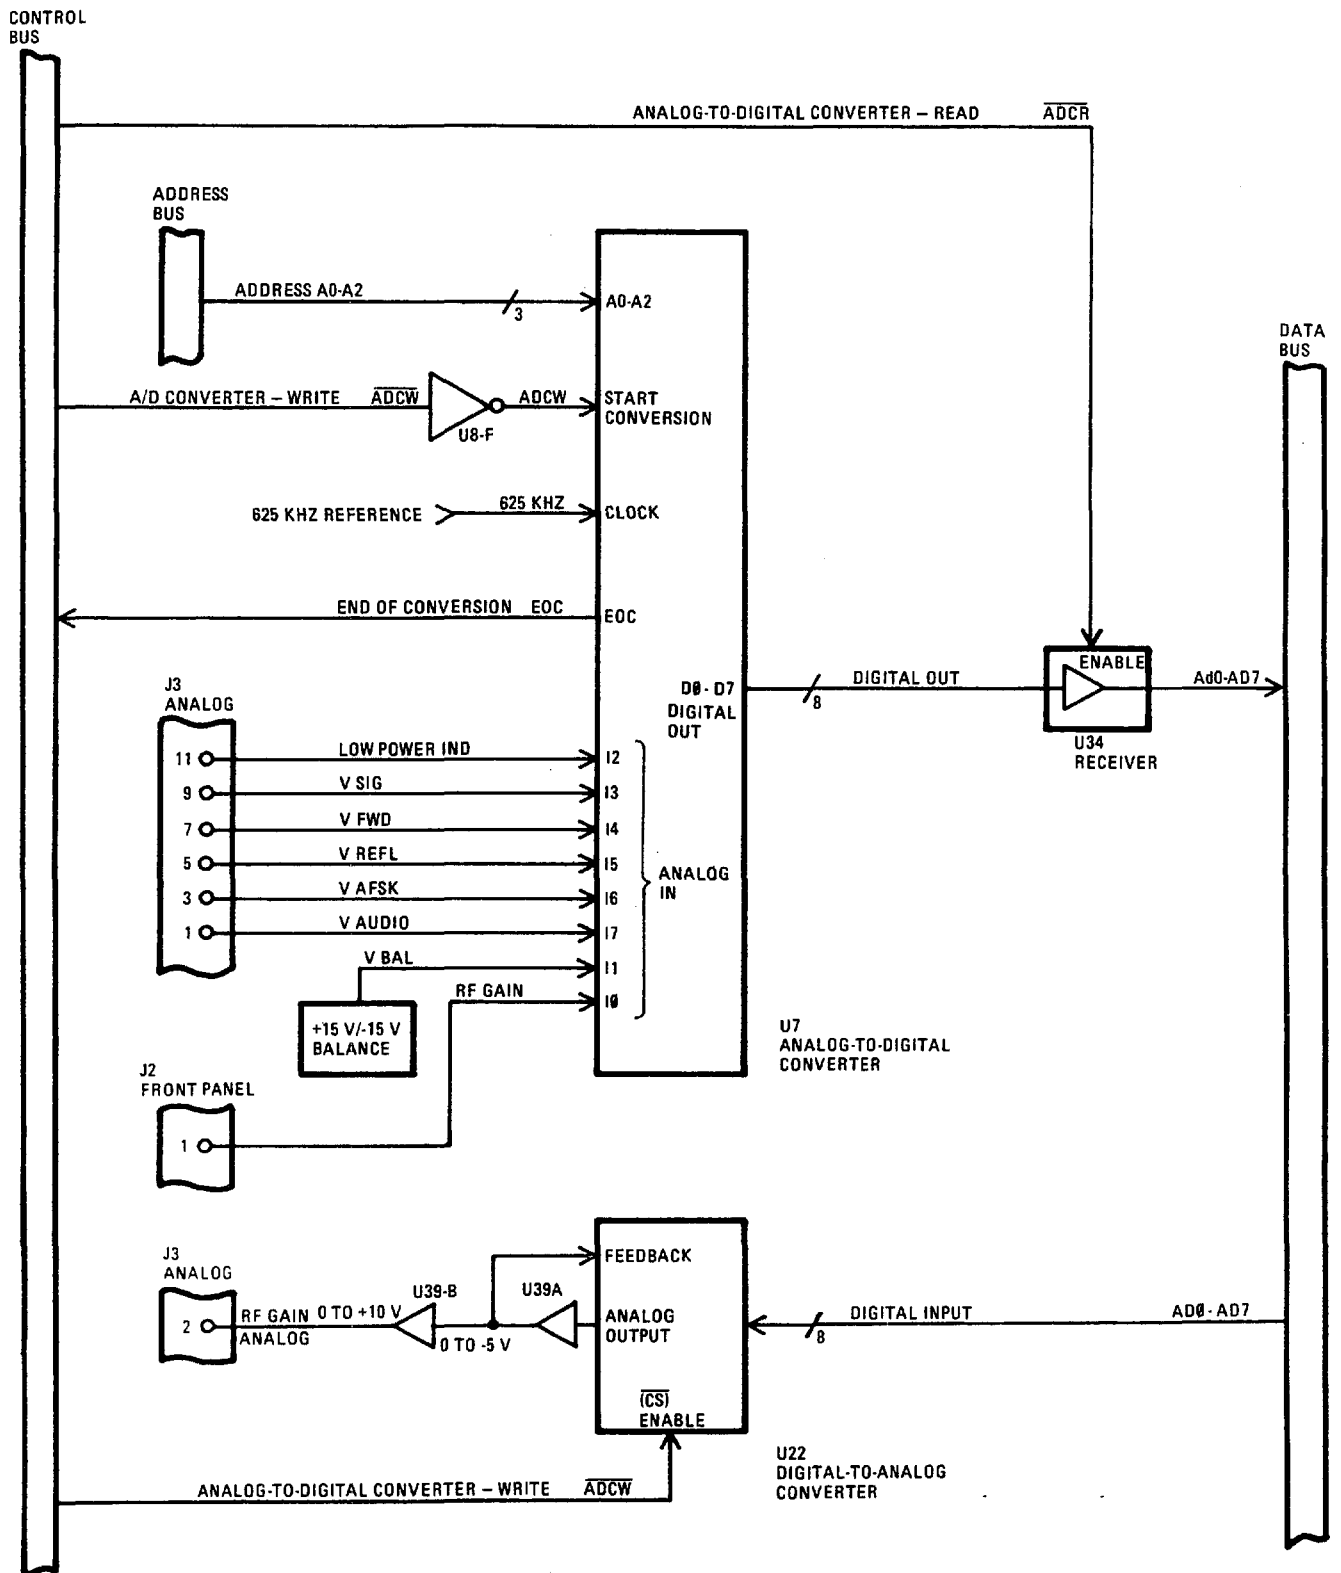 CONTROL
BUS
ANALOG-TO-DIGITAL CONVERTER – READ ADCR
ADDRESS
BUS
ADDRESS A0-A2
3
A0-A2
DATA
BUS
A/D CONVERTER – WRITE ADCW
ADCW
U8-F
START
CONVERSION
625 KHZ REFERENCE
625 KHZ
CLOCK
END OF CONVERSION EOC
EOC
ENABLE
D0 - D7
DIGITAL
OUT
8
DIGITAL OUT
Ad0-AD7
U34
RECEIVER
J3
ANALOG
11
LOW POWER IND
I2
9
V SIG
I3
7
V FWD
I4
5
V REFL
I5
3
V AFSK
I6
1
V AUDIO
I7
V BAL
I1
RF GAIN
I0
ANALOG
IN
+15 V/-15 V
BALANCE
U7
ANALOG-TO-DIGITAL
CONVERTER
J2
FRONT PANEL
1
J3
ANALOG
2
RF GAIN
ANALOG
0 TO +10 V
U39-B
0 TO -5 V
U39A
FEEDBACK
ANALOG
OUTPUT
(CS)
ENABLE
8
DIGITAL INPUT
AD0 - AD7
U22
DIGITAL-TO-ANALOG
CONVERTER
ANALOG-TO-DIGITAL CONVERTER – WRITE ADCW